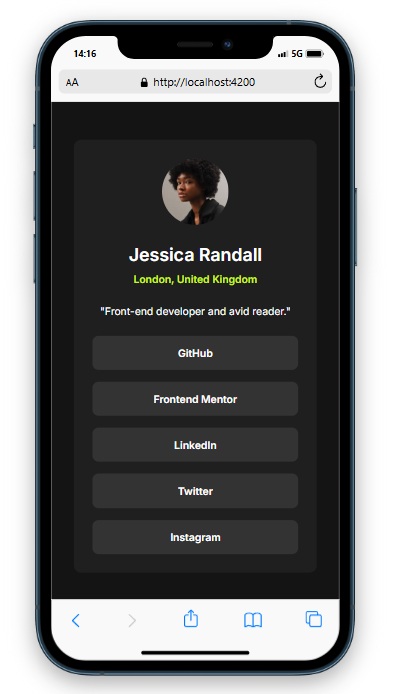 14:16
5G
AA
http://localhost:4200
Jessica Randall
London, United Kingdom
"Front-end developer and avid reader."
GitHub
Frontend Mentor
LinkedIn
Twitter
Instagram